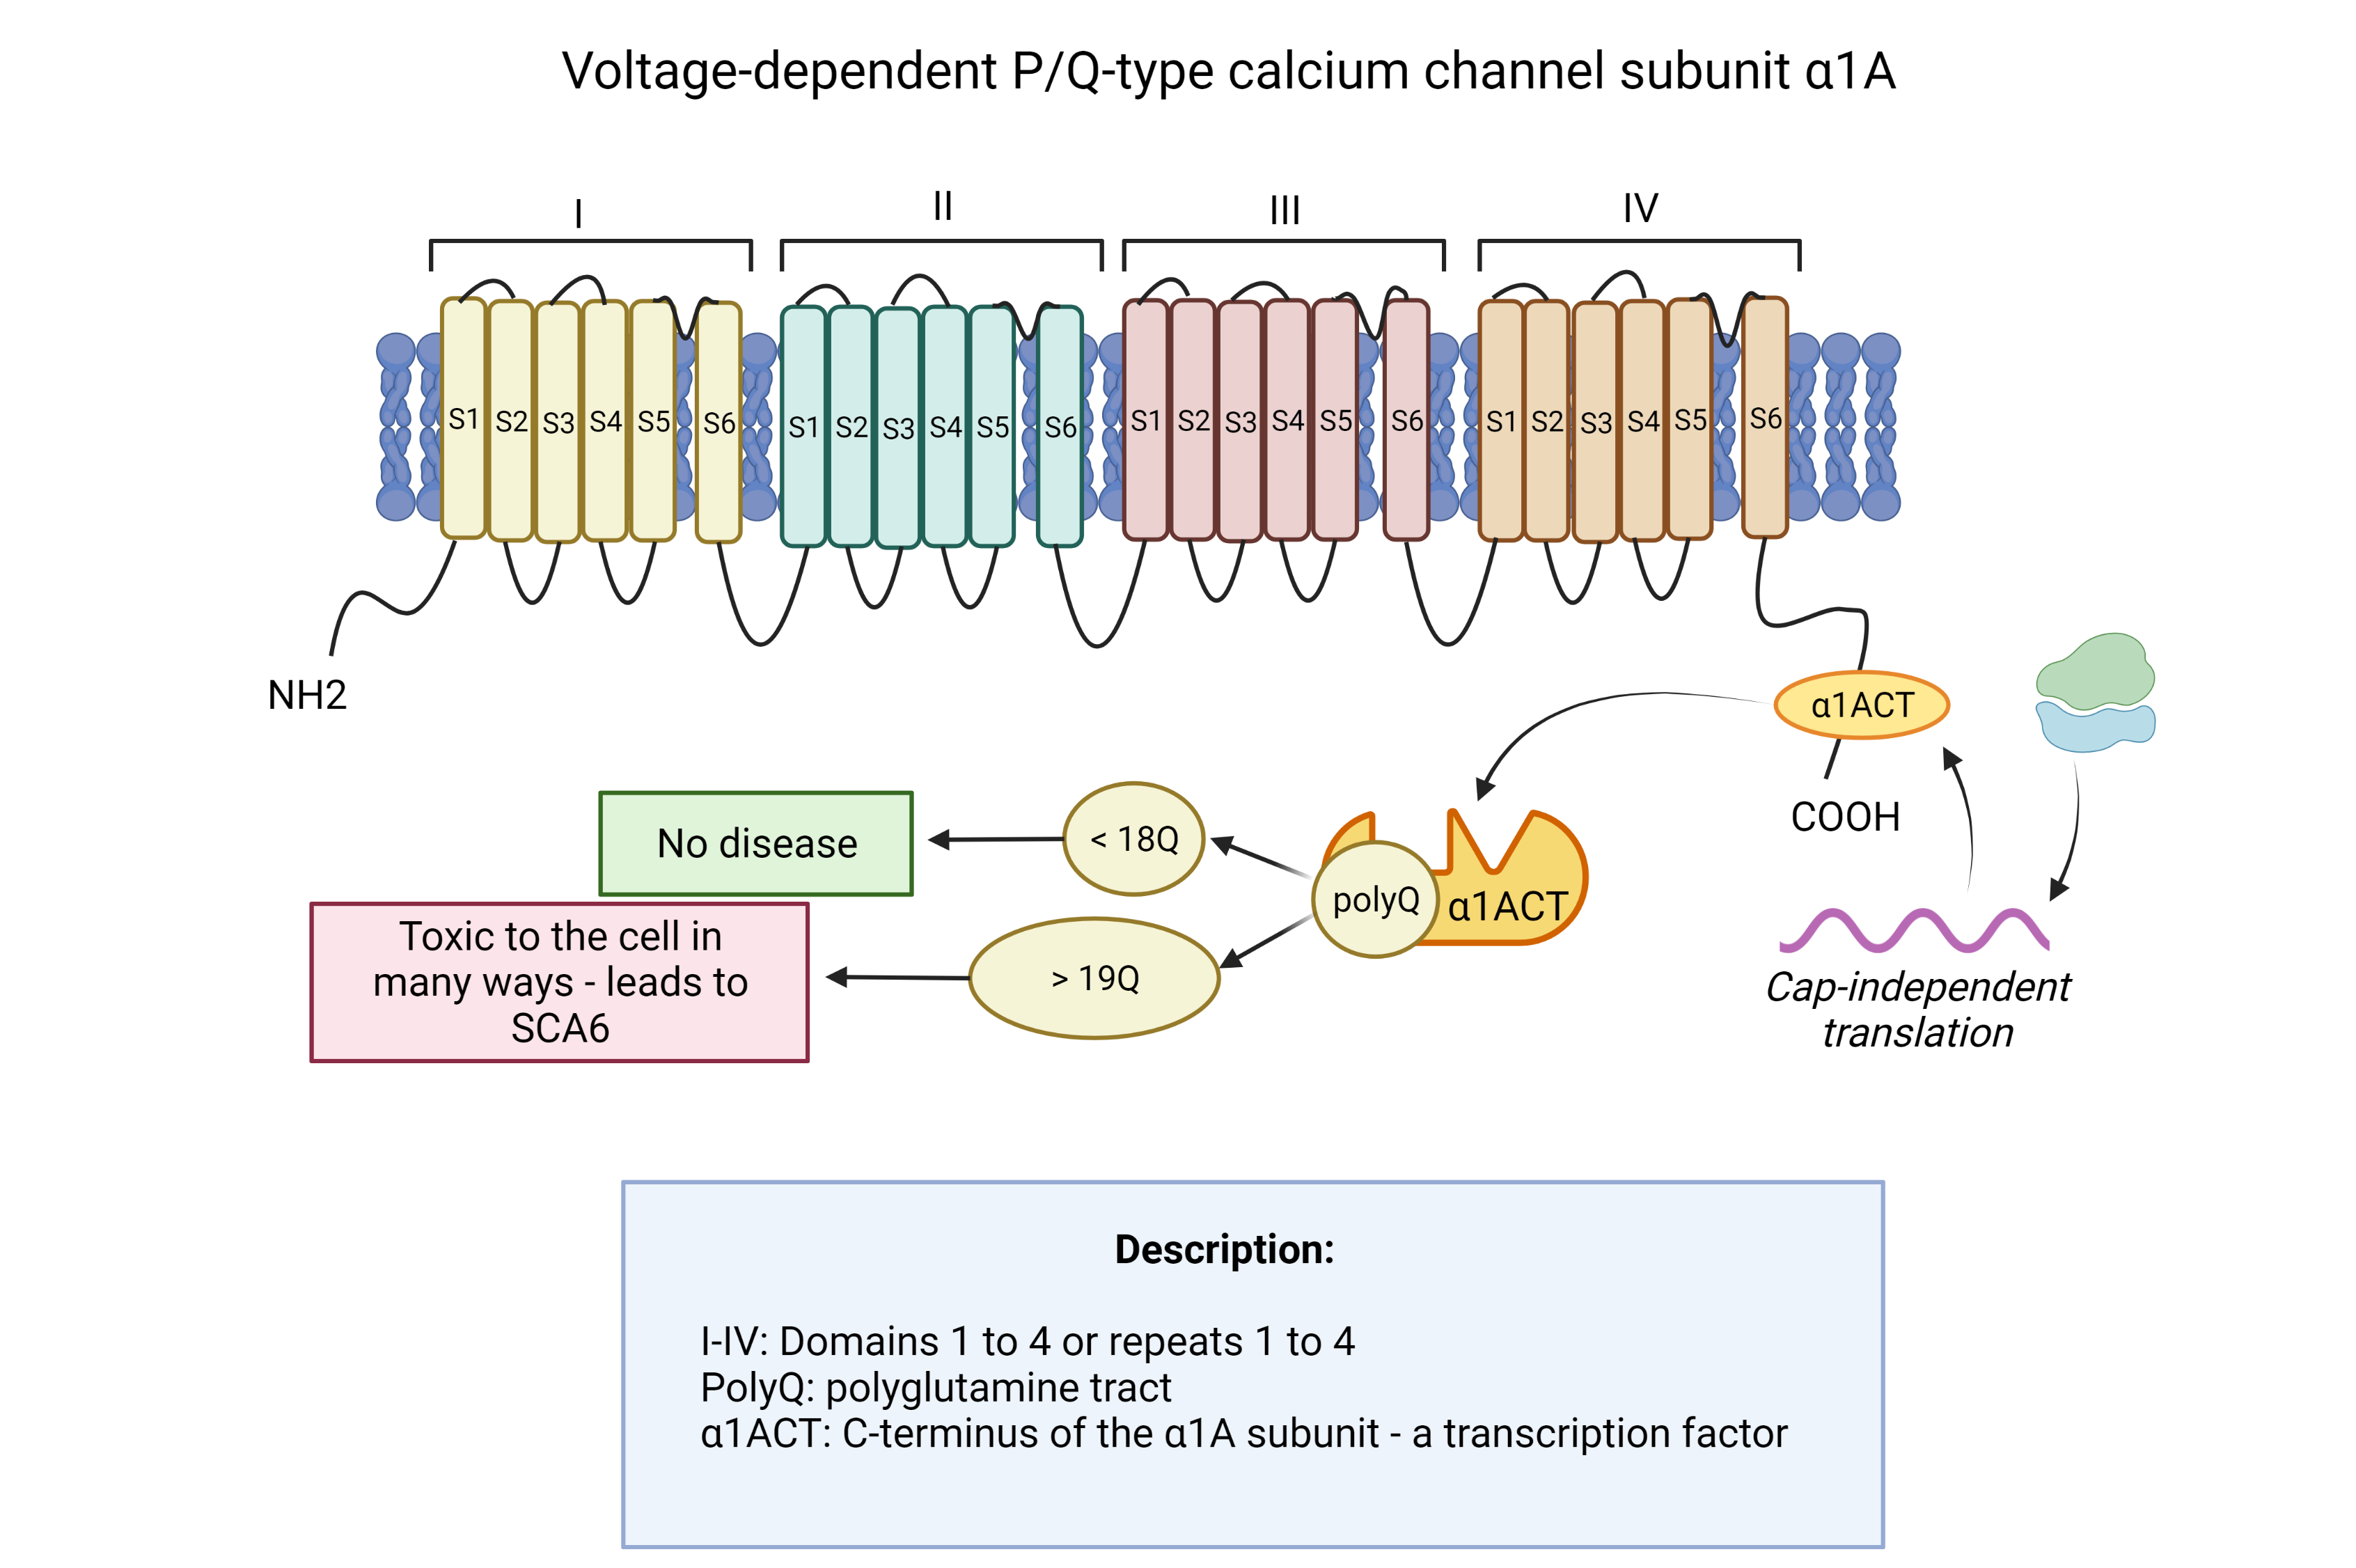 Voltage-dependent P/Q-type calcium channel subunit α1A
I
II
III
IV
S1 S2 S3 S4 S5 S6
S1 S2 S3 S4 S5 S6
S1 S2 S3 S4 S5 S6
S1 S2 S3 S4 S5 S6
NH2
α1ACT
COOH
Cap-independent
translation
polyQ
α1ACT
< 18Q
No disease
> 19Q
Toxic to the cell in
many ways - leads to
SCA6
Description:
I-IV: Domains 1 to 4 or repeats 1 to 4
PolyQ: polyglutamine tract
α1ACT: C-terminus of the α1A subunit - a transcription factor